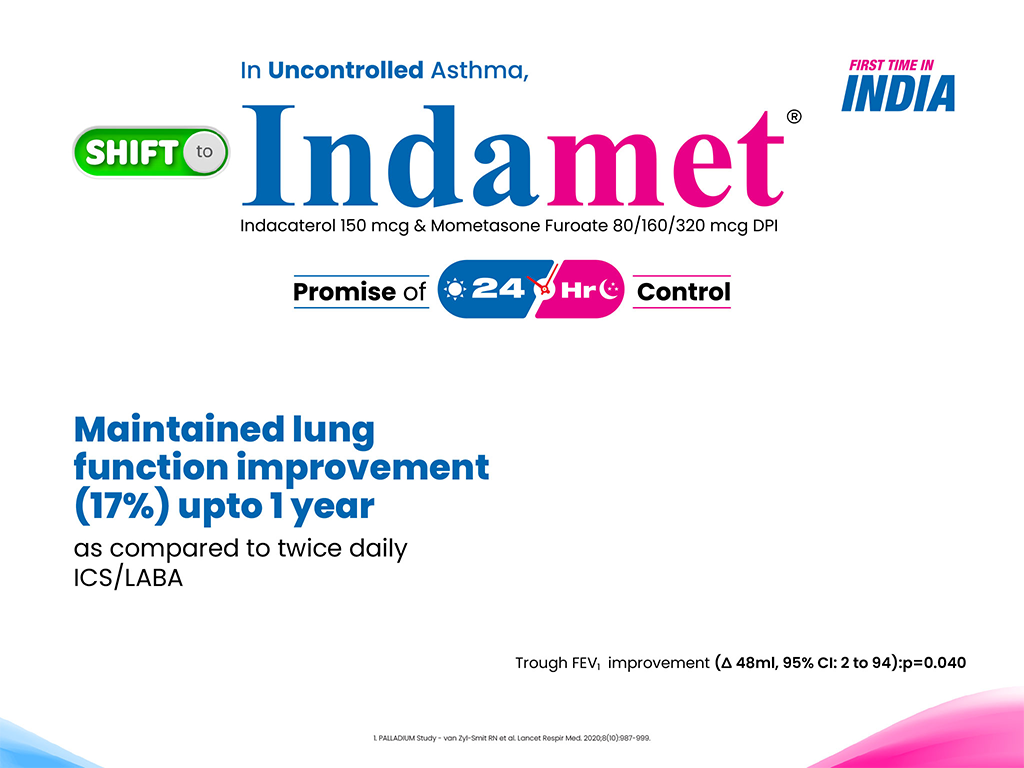 In Uncontrolled Asthma,
FIRST TIME IN
INDIA
SHIFT to
Indamet®
Indacaterol 150 mcg & Mometasone Furoate 80/160/320 mcg DPI
Promise of 24 Hr Control
Maintained lung
function improvement
(17%) upto 1 year
as compared to twice daily
ICS/LABA
Trough FEV₁ improvement (Δ 48ml, 95% CI: 2 to 94):p=0.040
1. PALLADIUM Study - van Zyl-Smit RN et al. Lancet Respir Med. 2020;8(10):987-999.